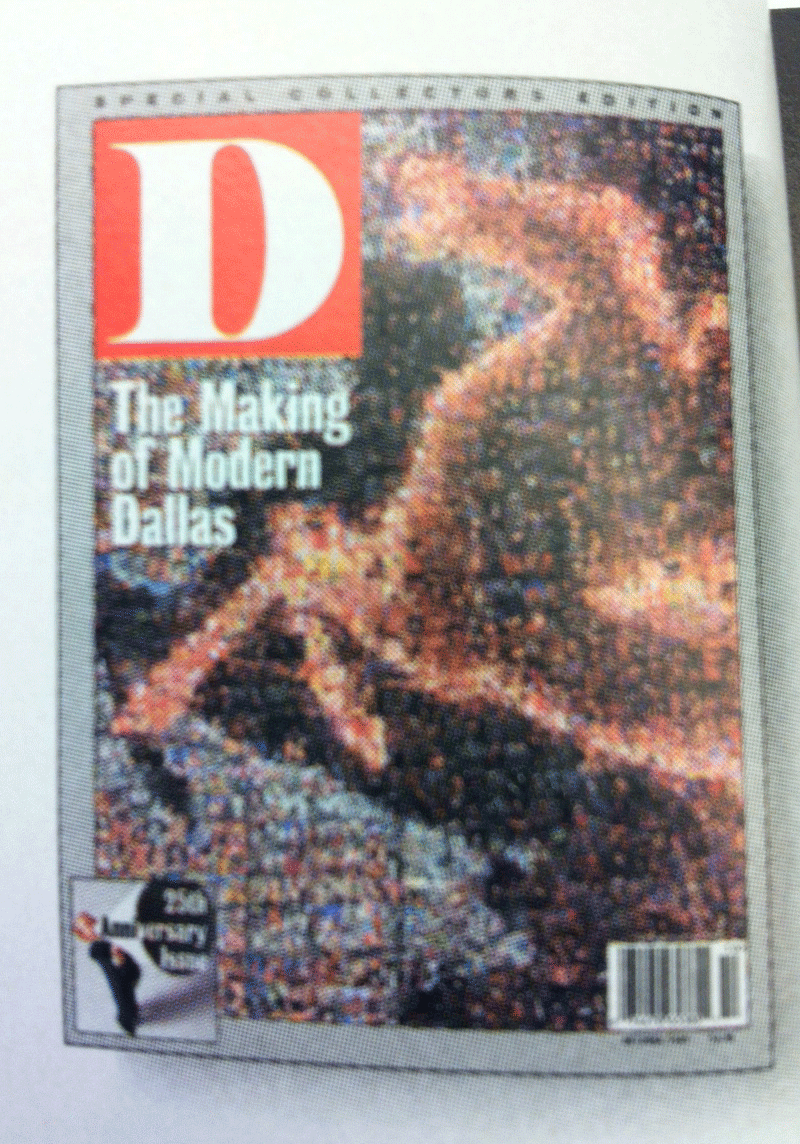 SPECIAL COLLECTORS EDITION
D
The Making
of Modern
Dallas
25th
Anniversary
Issue